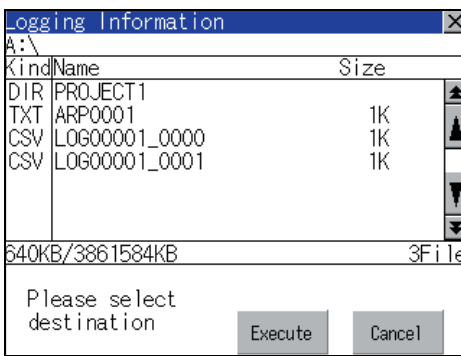 Logging Information
A:\
Kind Name Size
DIR PROJECT1
TXT ARP0001 1K
CSV LOG00001_0000 1K
CSV LOG00001_0001 1K
640KB/3861584KB 3File
Please select
destination
Execute Cancel